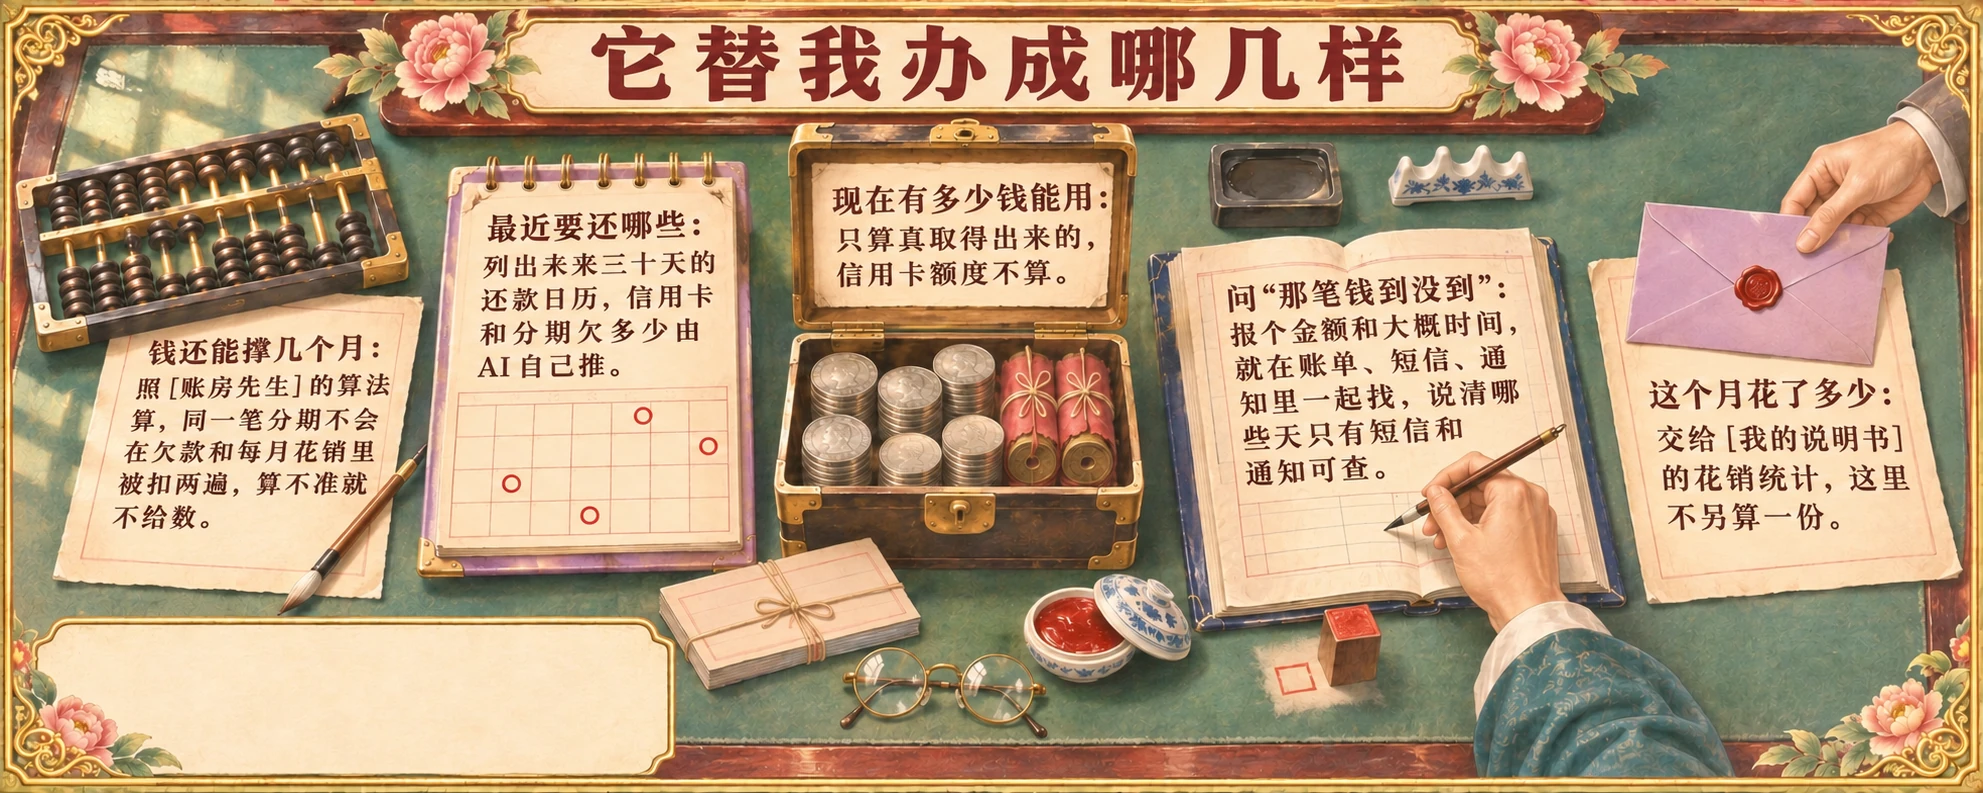 它替我办成哪几样
钱还能撑几个月：
照[账房先生]的算法
算，同一笔分期不会
在欠款和每月花销里
被扣两遍，算不准就
不给数。
最近要还哪些：
列出未来三十天的
还款日历，信用卡
和分期欠多少由
AI自己推。
现在有多少钱能用：
只算真取得出来的，
信用卡额度不算。
问“那笔钱到没到”：
报个金额和大概时间，
就在账单、短信、通
知里一起找，说清哪
些天只有短信和
通知可查。
这个月花了多少：
交给[我的说明书]
的花销统计，这里
不另算一份。